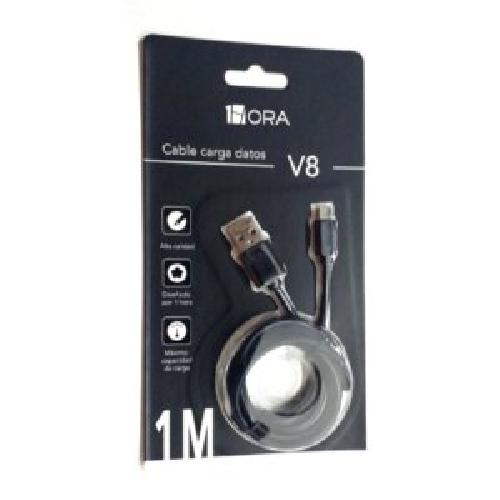 1HORA
Cable carga datos
V8
Alta calidad
Diseñado
por 1 hora
Máxima
capacidad
de carga
1M